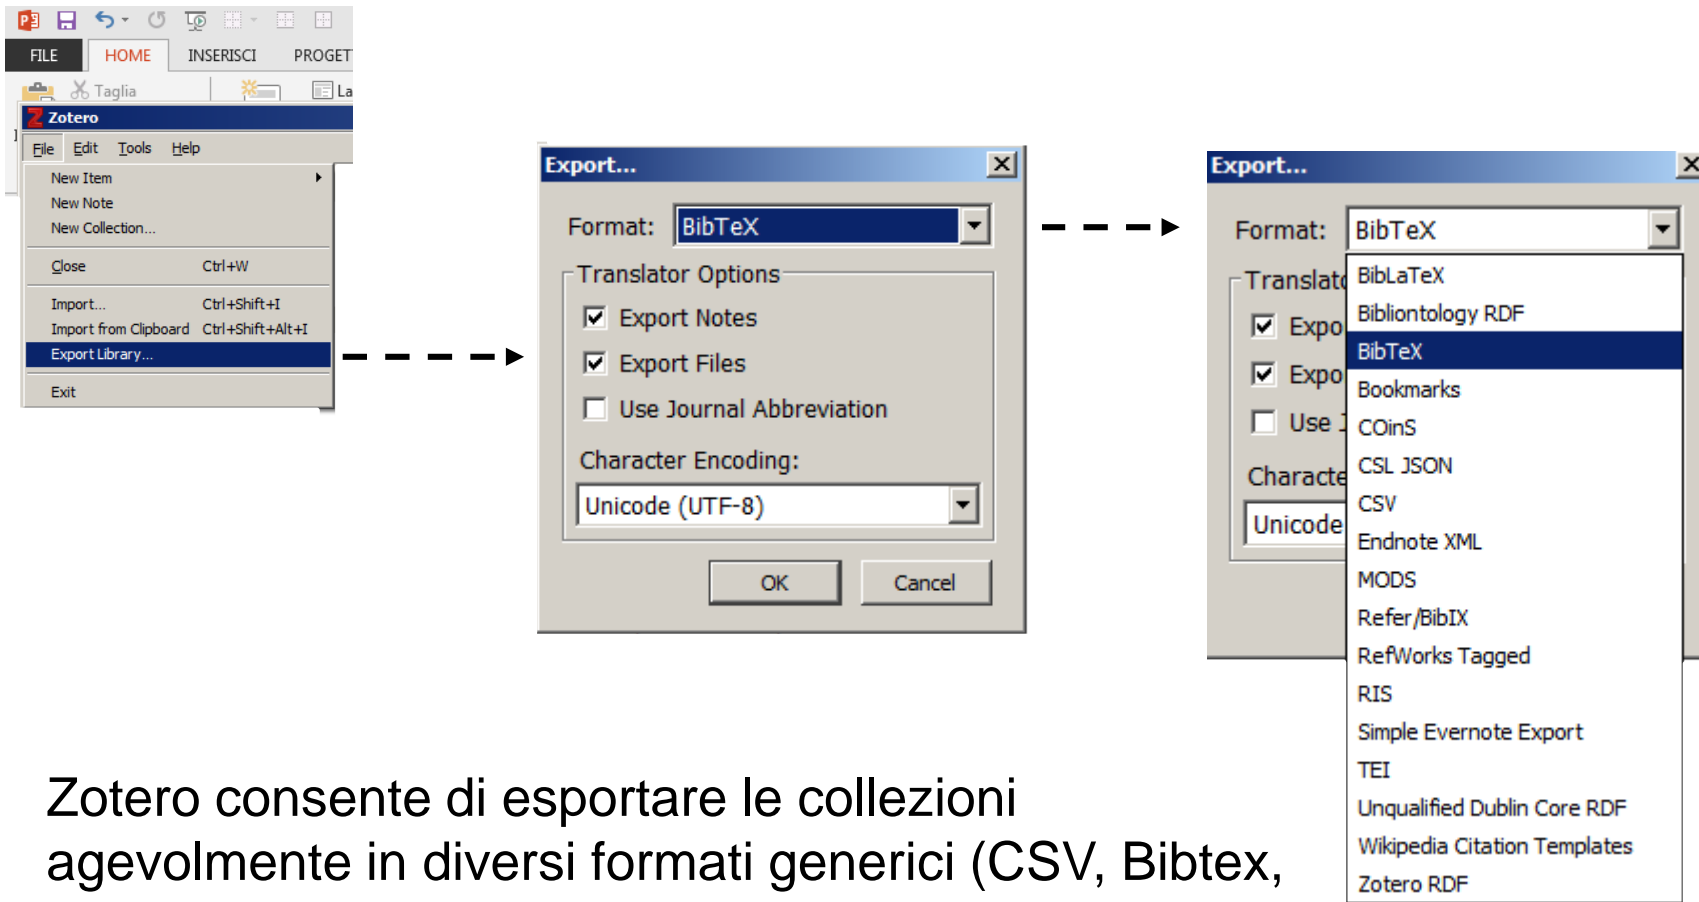 FILE HOME INSERISCI PROGET
Taglia La
Zotero
File Edit Tools Help
New Item
New Note
New Collection...
Close Ctrl+W
Import... Ctrl+Shift+I
Import from Clipboard Ctrl+Shift+Alt+I
Export Library...
Exit
Export...
Format: BibTeX
Translator Options
Export Notes
Export Files
Use Journal Abbreviation
Character Encoding:
Unicode (UTF-8)
OK Cancel
Export...
Format: BibTeX
Translato
Expo
Expo
Use J
Characte
Unicode
BibLaTeX
Bibliontology RDF
BibTeX
Bookmarks
COinS
CSL JSON
CSV
Endnote XML
MODS
Refer/BibIX
RefWorks Tagged
RIS
Simple Evernote Export
TEI
Unqualified Dublin Core RDF
Wikipedia Citation Templates
Zotero RDF
Zotero consente di esportare le collezioni
agevolmente in diversi formati generici (CSV, Bibtex,